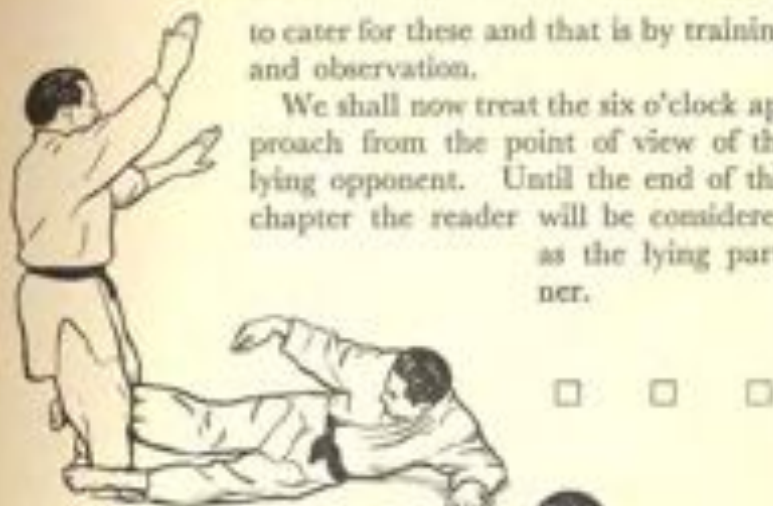 to cater for these and that is by trainin
and observation.
We shall now treat the six o'clock ap
proach from the point of view of th
lying opponent. Until the end of th
chapter the reader will be considere
as the lying par
ner.